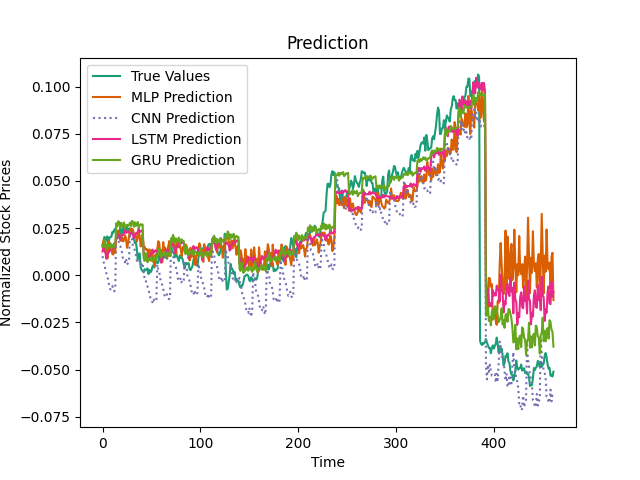 Prediction
True Values
MLP Prediction
CNN Prediction
LSTM Prediction
GRU Prediction
Normalized Stock Prices
0.100
0.075
0.050
0.025
0.000
−0.025
−0.050
−0.075
0 100 200 300 400
Time